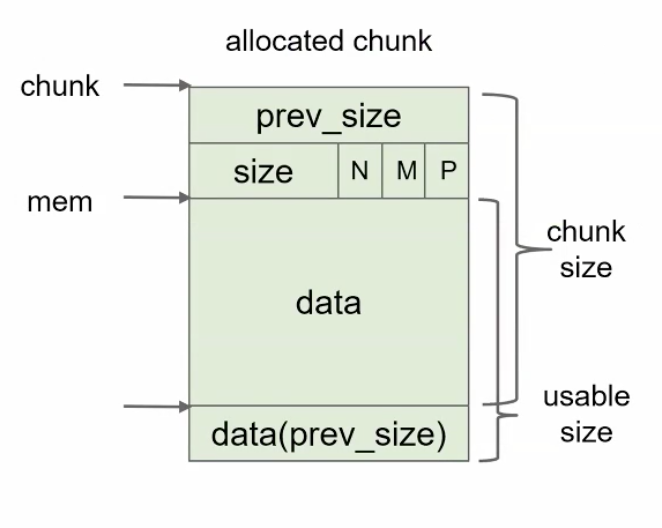 allocated chunk
chunk
prev_size
size N M P
mem
chunk
size
data
usable
size
data(prev_size)